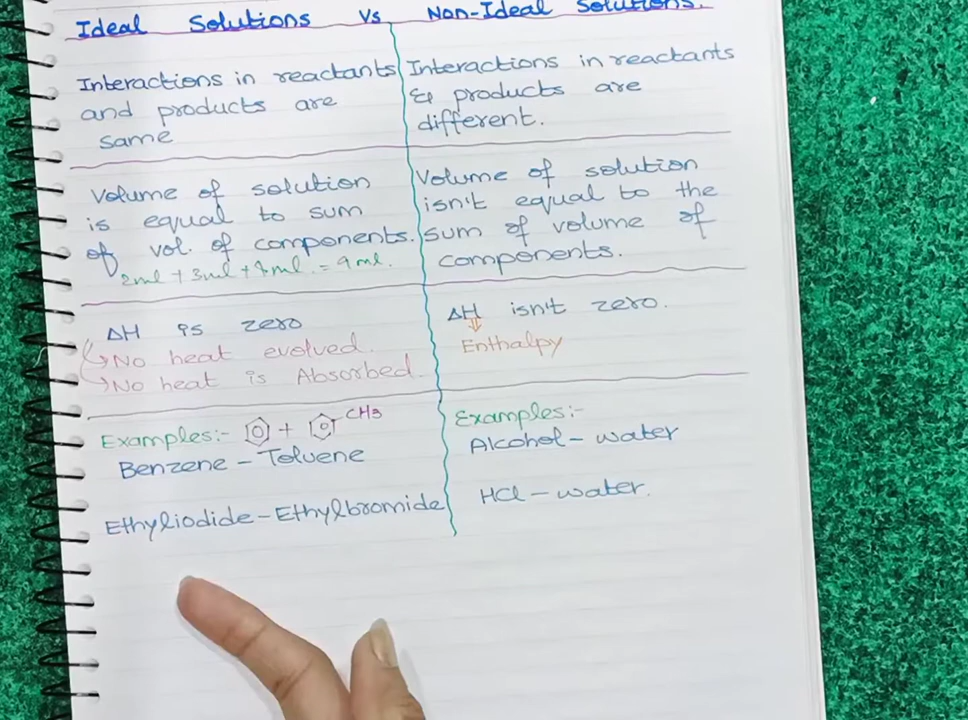 Ideal Solutions Vs Non-Ideal Solutions.
Interactions in reactants
and products are
same
Interactions in reactants
& products are
different.
Volume of solution
is equal to sum
of vol. of components.
2ml + 3ml + 4ml = 9ml.
Volume of solution
isn't equal to the
sum of volume of
components.
ΔH is zero
No heat evolved.
No heat is Absorbed.
ΔH isn't zero.
Enthalpy
Examples:- + CH3
Benzene - Toluene
Ethyliodide - Ethylbromide
Examples:-
Alcohol - water
HCl - water.